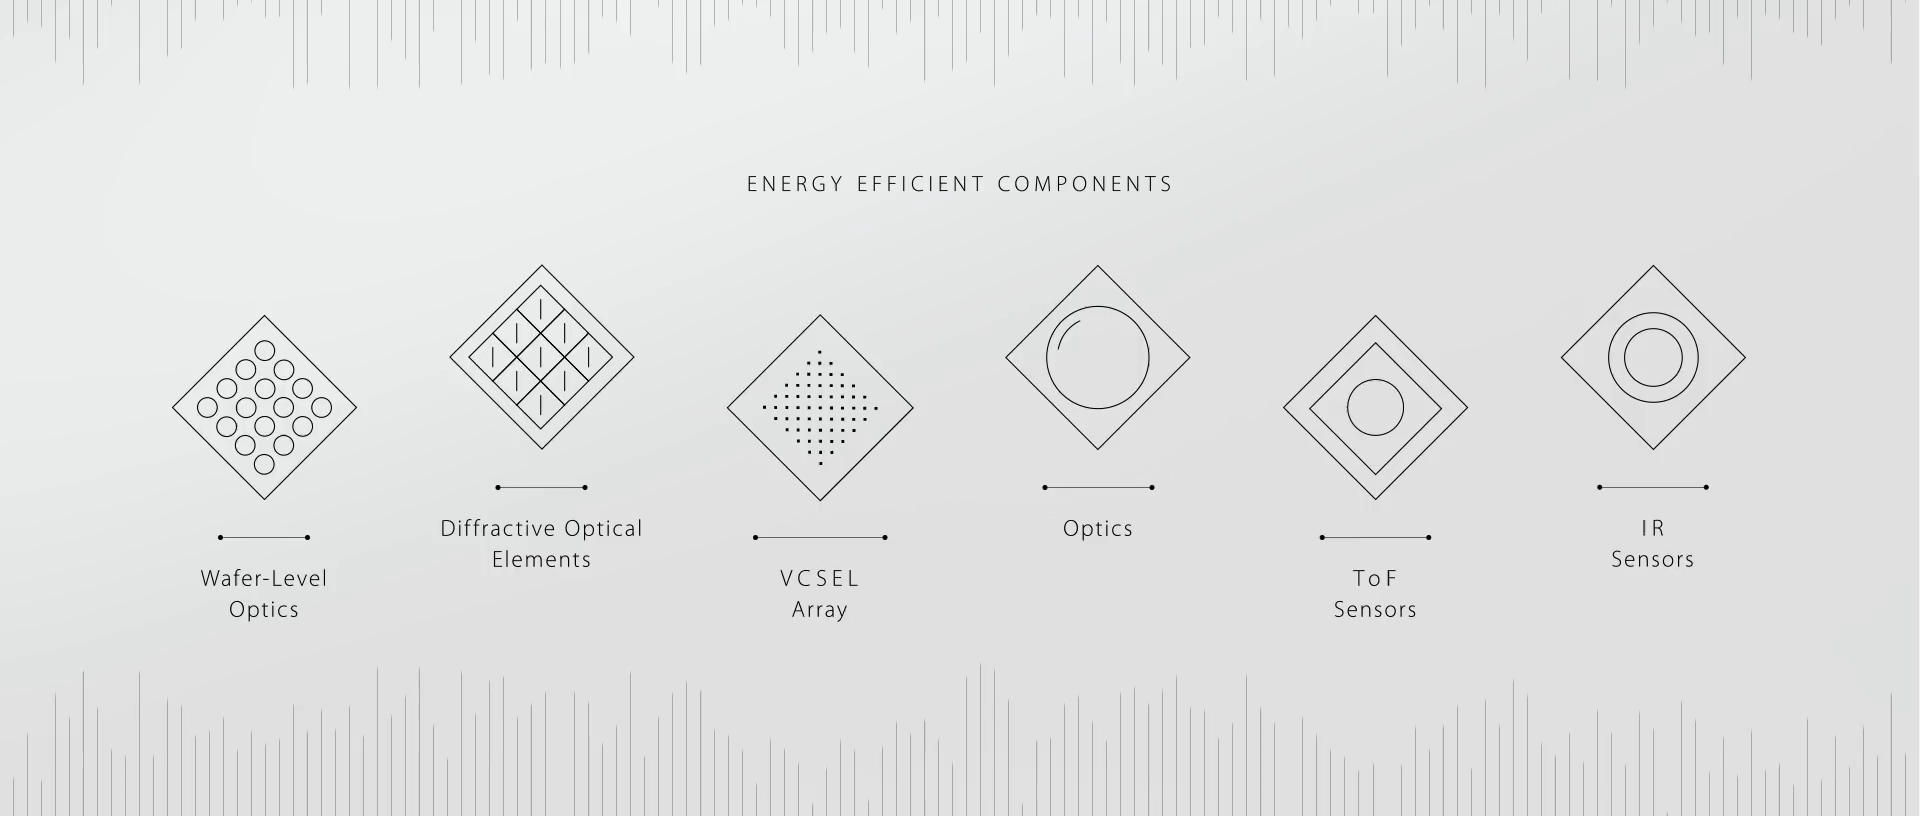 ENERGY EFFICIENT COMPONENTS
Wafer-Level
Optics
Diffractive Optical
Elements
VCSEL
Array
Optics
ToF
Sensors
IR
Sensors